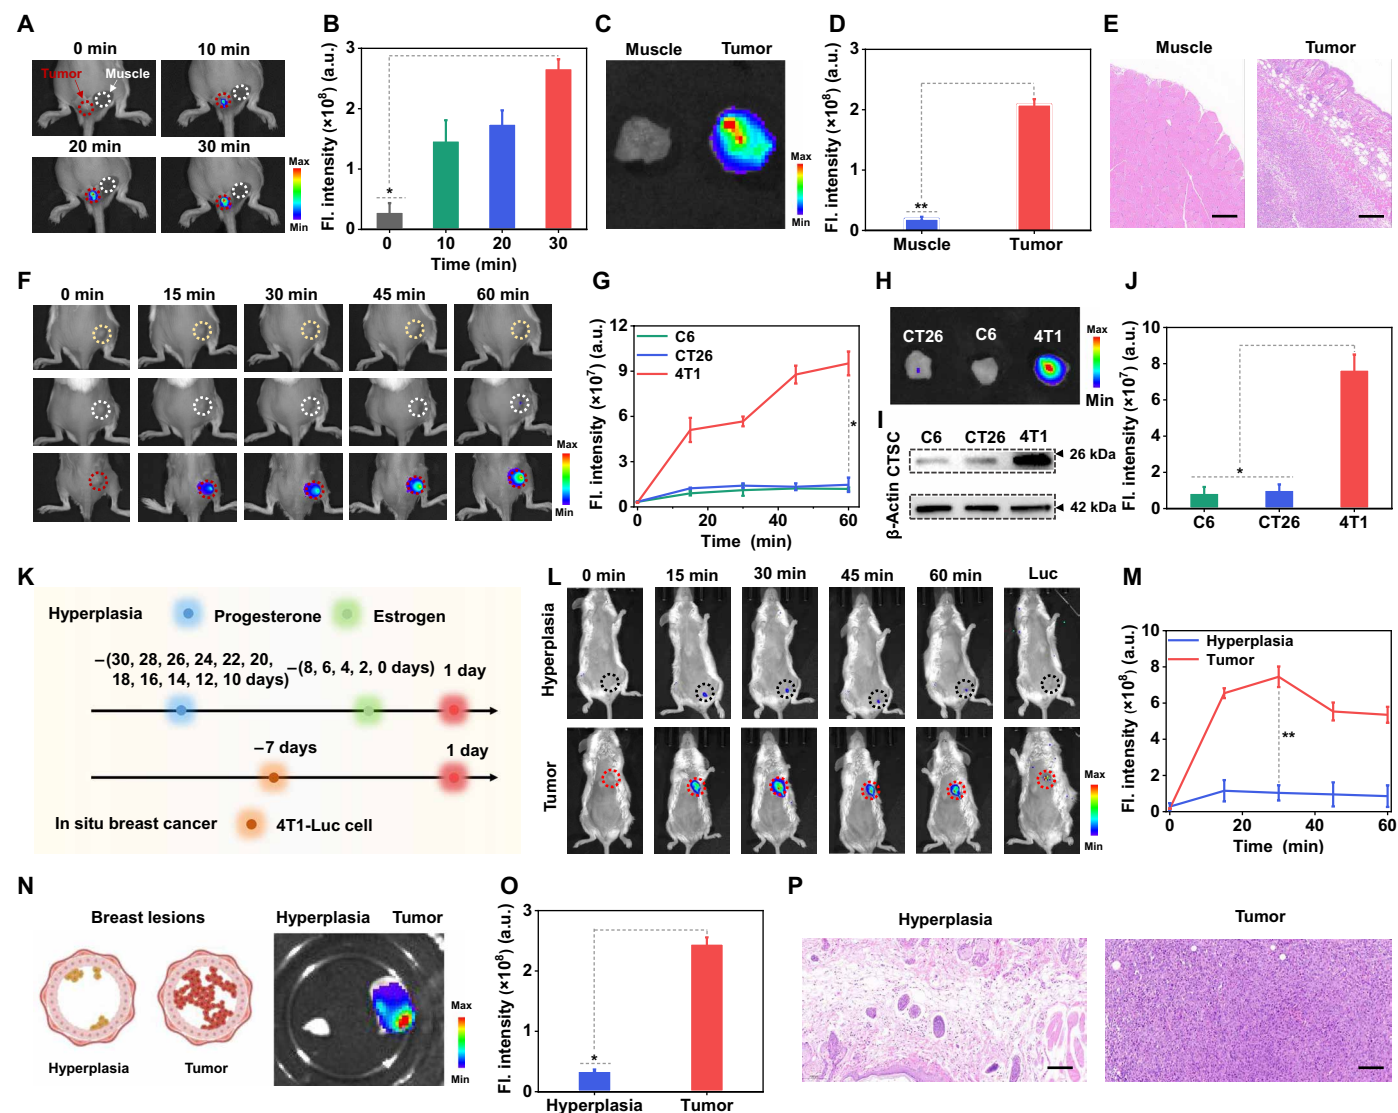 A
0 min
10 min
Tumor
Muscle
20 min
30 min
Max
Min
B
Fl. intensity (×10⁸) (a.u.)
3
2
1
0
*
0
10
20
30
Time (min)
C
Muscle
Tumor
Max
Min
D
Fl. intensity (×10⁸) (a.u.)
3
2
1
0
**
Muscle
Tumor
E
Muscle
Tumor
F
0 min
15 min
30 min
45 min
60 min
Max
Min
G
Fl. intensity (×10⁷) (a.u.)
12
9
6
3
0
C6
CT26
4T1
*
0
20
40
60
Time (min)
H
CT26
C6
4T1
Max
Min
I
C6
CT26
4T1
β-Actin CTSC
26 kDa
42 kDa
J
Fl. intensity (×10⁷) (a.u.)
10
8
6
4
2
0
*
C6
CT26
4T1
K
Hyperplasia
Progesterone
Estrogen
−(30, 28, 26, 24, 22, 20,
18, 16, 14, 12, 10 days)
−(8, 6, 4, 2, 0 days)
1 day
−7 days
1 day
In situ breast cancer
4T1-Luc cell
L
0 min
15 min
30 min
45 min
60 min
Luc
Hyperplasia
Tumor
Max
Min
M
Fl. intensity (×10⁸) (a.u.)
10
8
6
4
2
0
Hyperplasia
Tumor
**
0
20
40
60
Time (min)
N
Breast lesions
Hyperplasia
Tumor
Hyperplasia
Tumor
Max
Min
O
Fl. intensity (×10⁸) (a.u.)
3
2
1
0
*
Hyperplasia
Tumor
P
Hyperplasia
Tumor